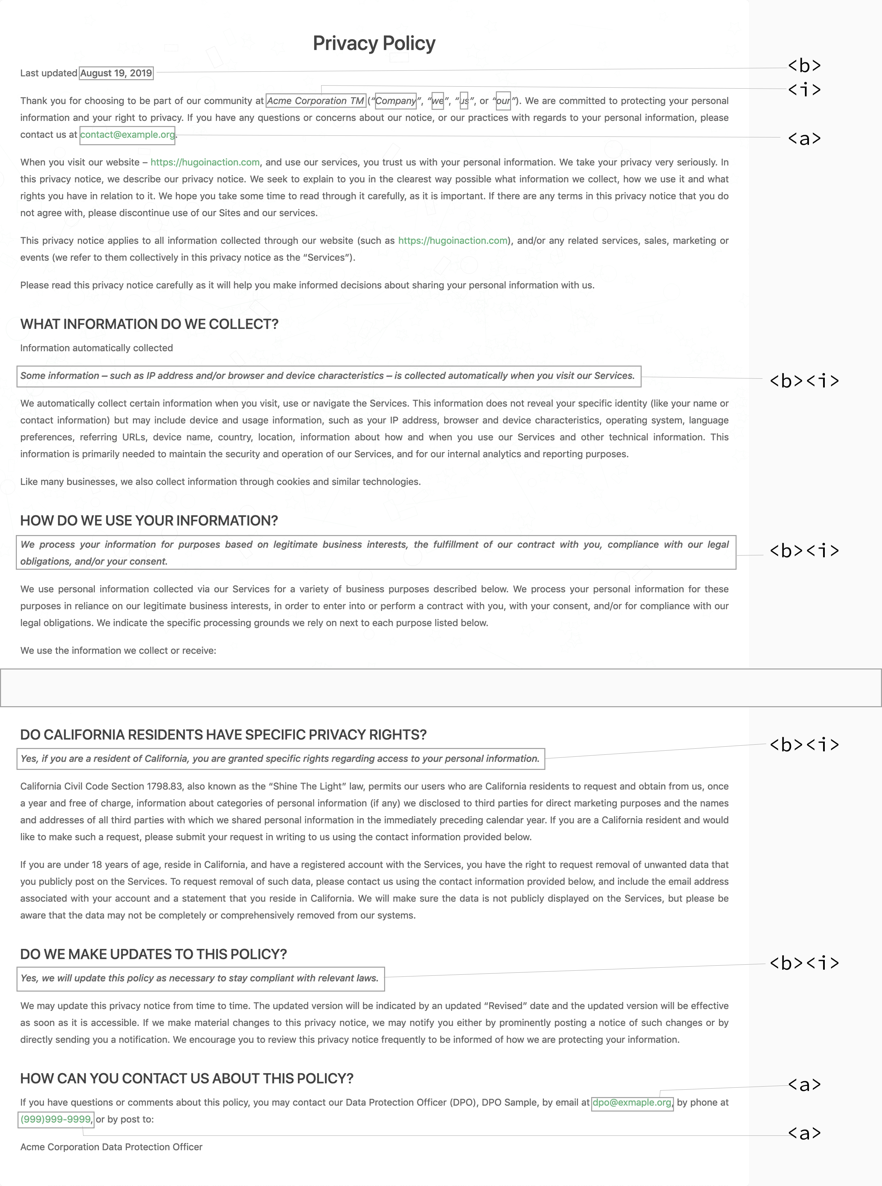 Privacy Policy
Last updated August 19, 2019
<b>
<i>
Thank you for choosing to be part of our community at Acme Corporation TM (“Company”, “we”, “us”, or “our”). We are committed to protecting your personal
information and your right to privacy. If you have any questions or concerns about our notice, or our practices with regards to your personal information, please
contact us at contact@example.org.
<a>
When you visit our website – https://hugoinaction.com, and use our services, you trust us with your personal information. We take your privacy very seriously. In
this privacy notice, we describe our privacy notice. We seek to explain to you in the clearest way possible what information we collect, how we use it and what
rights you have in relation to it. We hope you take some time to read through it carefully, as it is important. If there are any terms in this privacy notice that you do
not agree with, please discontinue use of our Sites and our services.
This privacy notice applies to all information collected through our website (such as https://hugoinaction.com), and/or any related services, sales, marketing or
events (we refer to them collectively in this privacy notice as the “Services”).
Please read this privacy notice carefully as it will help you make informed decisions about sharing your personal information with us.
WHAT INFORMATION DO WE COLLECT?
Information automatically collected
Some information – such as IP address and/or browser and device characteristics – is collected automatically when you visit our Services.
<b><i>
We automatically collect certain information when you visit, use or navigate the Services. This information does not reveal your specific identity (like your name or
contact information) but may include device and usage information, such as your IP address, browser and device characteristics, operating system, language
preferences, referring URLs, device name, country, location, information about how and when you use our Services and other technical information. This
information is primarily needed to maintain the security and operation of our Services, and for our internal analytics and reporting purposes.
Like many businesses, we also collect information through cookies and similar technologies.
HOW DO WE USE YOUR INFORMATION?
We process your information for purposes based on legitimate business interests, the fulfillment of our contract with you, compliance with our legal
obligations, and/or your consent.
<b><i>
We use personal information collected via our Services for a variety of business purposes described below. We process your personal information for these
purposes in reliance on our legitimate business interests, in order to enter into or perform a contract with you, with your consent, and/or for compliance with our
legal obligations. We indicate the specific processing grounds we rely on next to each purpose listed below.
We use the information we collect or receive:
DO CALIFORNIA RESIDENTS HAVE SPECIFIC PRIVACY RIGHTS?
<b><i>
Yes, if you are a resident of California, you are granted specific rights regarding access to your personal information.
California Civil Code Section 1798.83, also known as the “Shine The Light” law, permits our users who are California residents to request and obtain from us, once
a year and free of charge, information about categories of personal information (if any) we disclosed to third parties for direct marketing purposes and the names
and addresses of all third parties with which we shared personal information in the immediately preceding calendar year. If you are a California resident and would
like to make such a request, please submit your request in writing to us using the contact information provided below.
If you are under 18 years of age, reside in California, and have a registered account with the Services, you have the right to request removal of unwanted data that
you publicly post on the Services. To request removal of such data, please contact us using the contact information provided below, and include the email address
associated with your account and a statement that you reside in California. We will make sure the data is not publicly displayed on the Services, but please be
aware that the data may not be completely or comprehensively removed from our systems.
DO WE MAKE UPDATES TO THIS POLICY?
<b><i>
Yes, we will update this policy as necessary to stay compliant with relevant laws.
We may update this privacy notice from time to time. The updated version will be indicated by an updated “Revised” date and the updated version will be effective
as soon as it is accessible. If we make material changes to this privacy notice, we may notify you either by prominently posting a notice of such changes or by
directly sending you a notification. We encourage you to review this privacy notice frequently to be informed of how we are protecting your information.
HOW CAN YOU CONTACT US ABOUT THIS POLICY?
<a>
If you have questions or comments about this policy, you may contact our Data Protection Officer (DPO), DPO Sample, by email at dpo@exmaple.org, by phone at
(999)999-9999, or by post to:
<a>
Acme Corporation Data Protection Officer